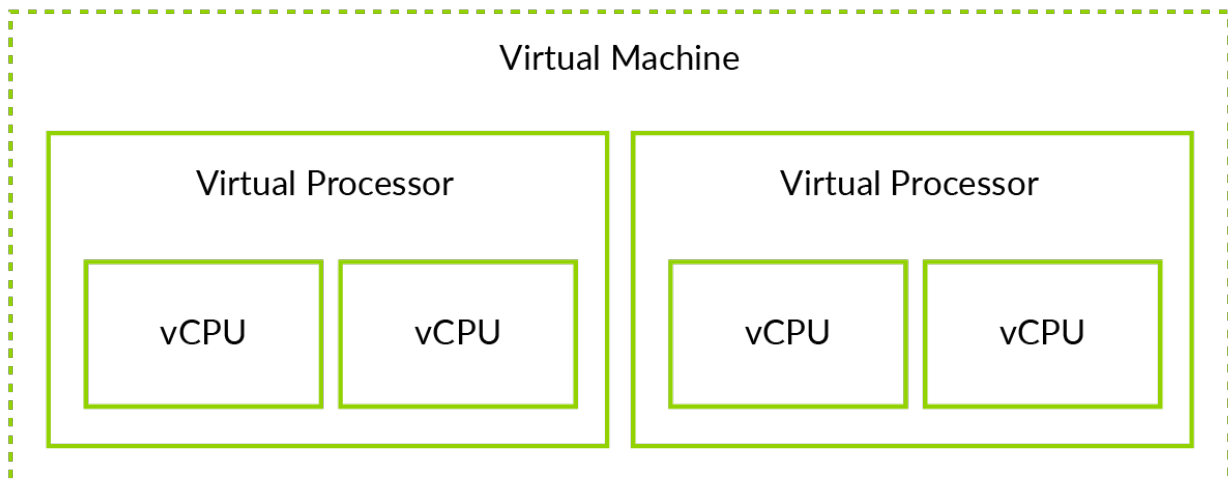 Virtual Machine
Virtual Processor
Virtual Processor
vCPU
vCPU
vCPU
vCPU